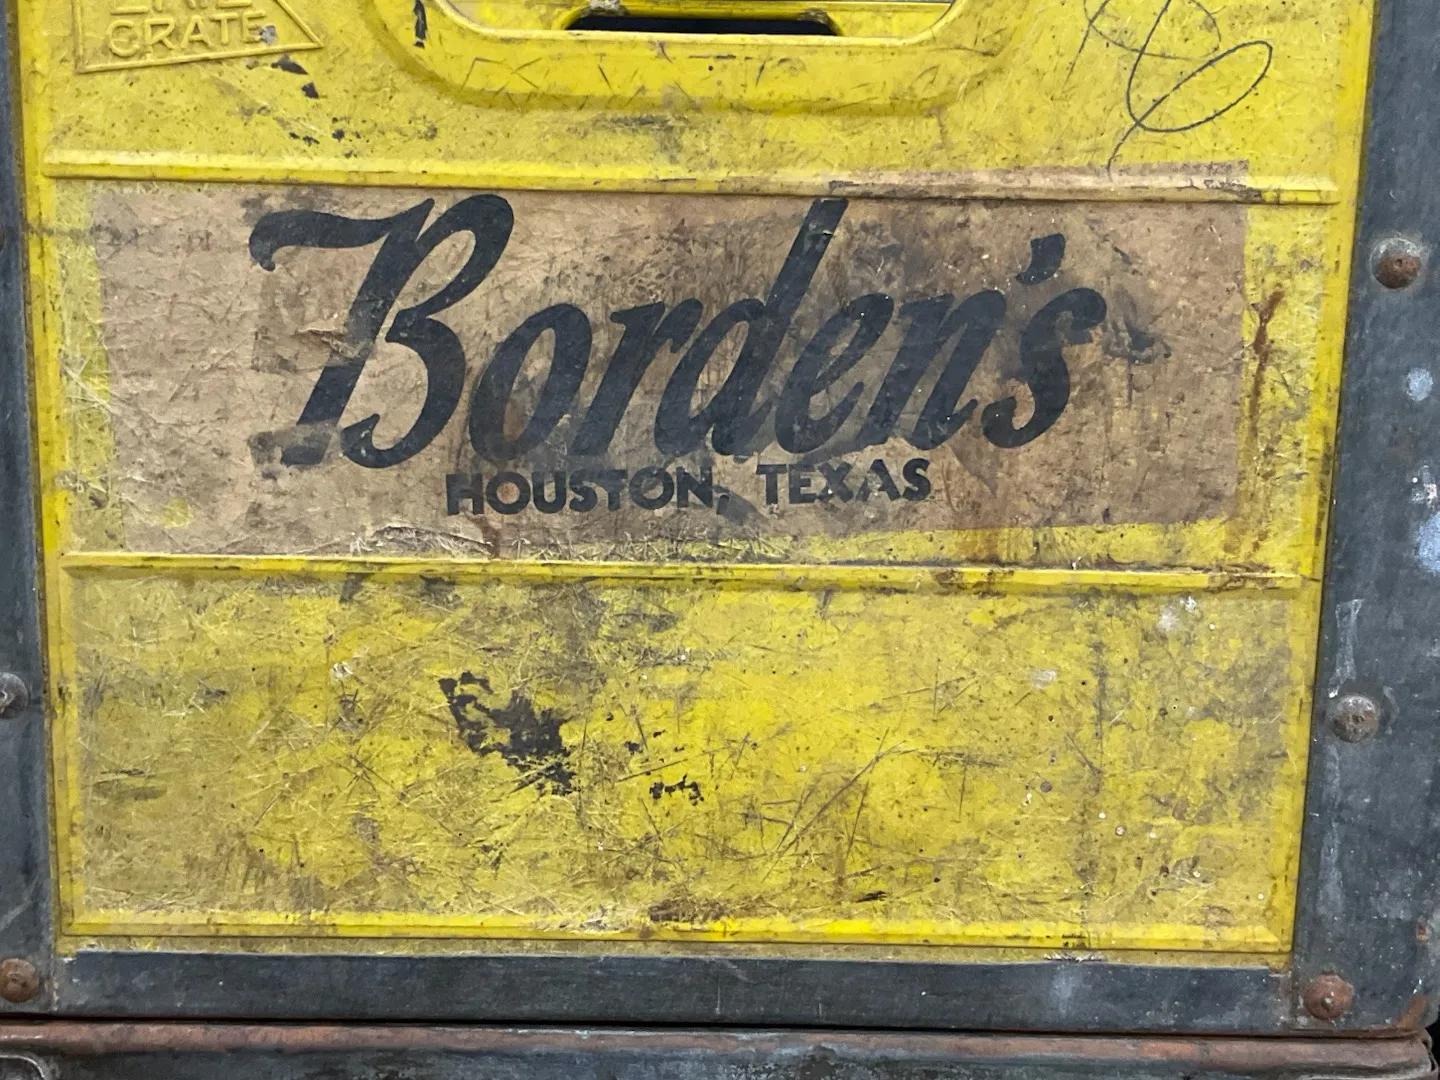 CRATE
Borden's
HOUSTON, TEXAS